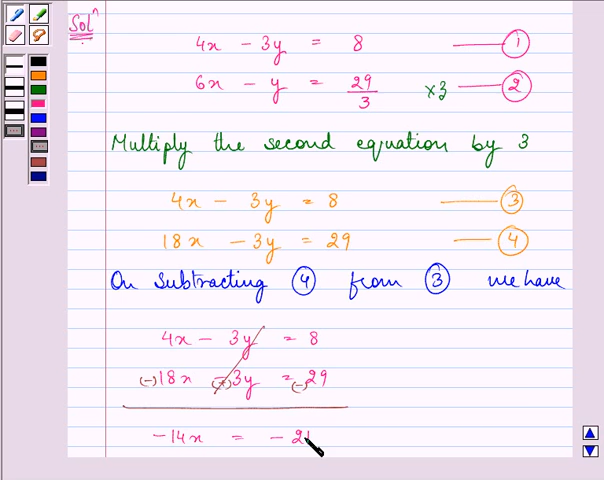 Solⁿ
4x - 3y = 8 ——— ①
6x - y = 29/3 ×3 ——— ②
Multiply the second equation by 3
4x - 3y = 8 ——— ③
18x - 3y = 29 ——— ④
On Subtracting ④ from ③ we have
4x - 3y = 8
(-)18x -(+)3y = (-)29
-14x = - 21